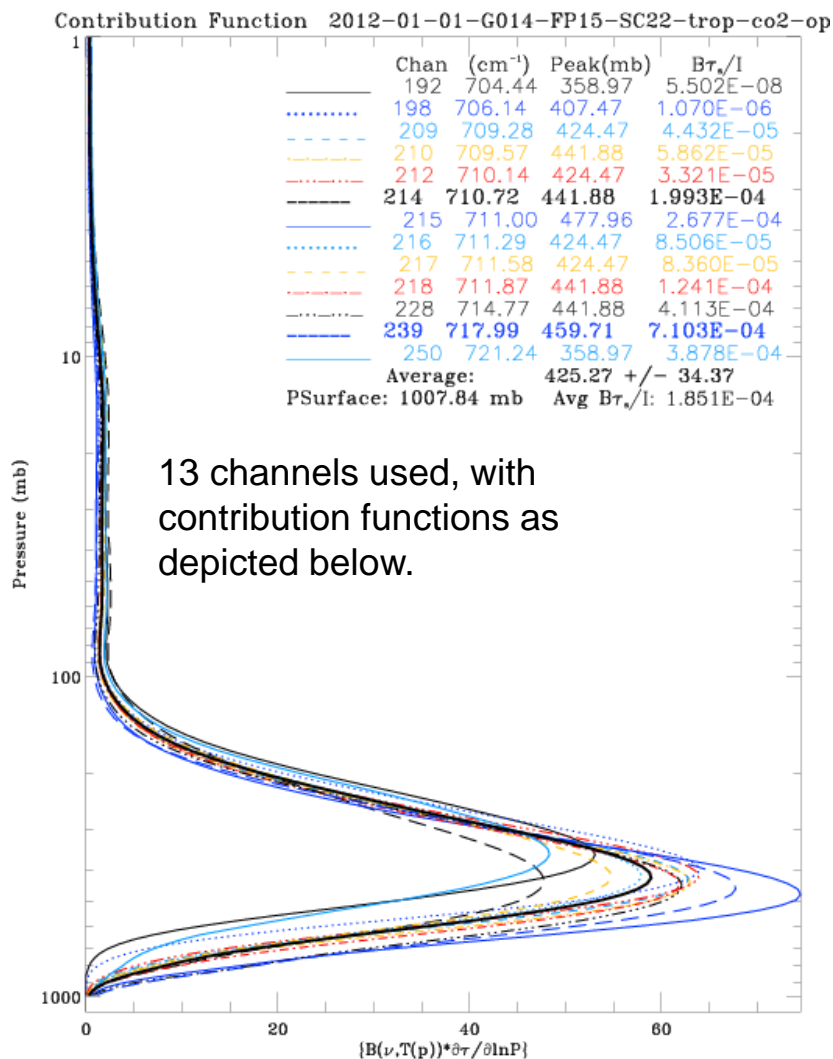 Contribution Function 2012-01-01-G014-FP15-SC22-trop-co2-op
Chan (cm⁻¹) Peak(mb) Bτₛ/I
192 704.44 358.97 5.502E-08
198 706.14 407.47 1.070E-06
209 709.28 424.47 4.432E-05
210 709.57 441.88 5.862E-05
212 710.14 424.47 3.321E-05
214 710.72 441.88 1.993E-04
215 711.00 477.96 2.677E-04
216 711.29 424.47 8.506E-05
217 711.58 424.47 8.360E-05
218 711.87 441.88 1.241E-04
228 714.77 441.88 4.113E-04
239 717.99 459.71 7.103E-04
250 721.24 358.97 3.878E-04
Average: 425.27 +/- 34.37
PSurface: 1007.84 mb Avg Bτₛ/I: 1.851E-04
13 channels used, with
contribution functions as
depicted below.
Pressure (mb)
1
10
100
1000
0 20 40 60
{B(ν,T(p))*∂τ/∂lnP}